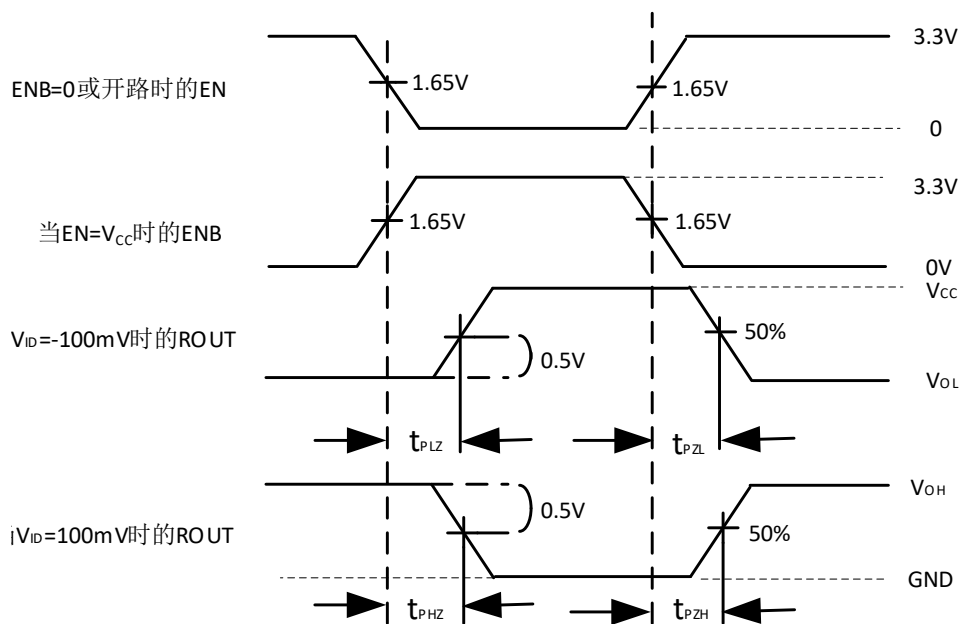 3.3V
ENB=0或开路时的EN
1.65V
1.65V
0
3.3V
当EN=VCC时的ENB
1.65V
1.65V
0V
VCC
VID=-100mV时的ROUT
0.5V
50%
VOL
tPLZ
tPZL
VOH
VID=100mV时的ROUT
0.5V
50%
GND
tPHZ
tPZH